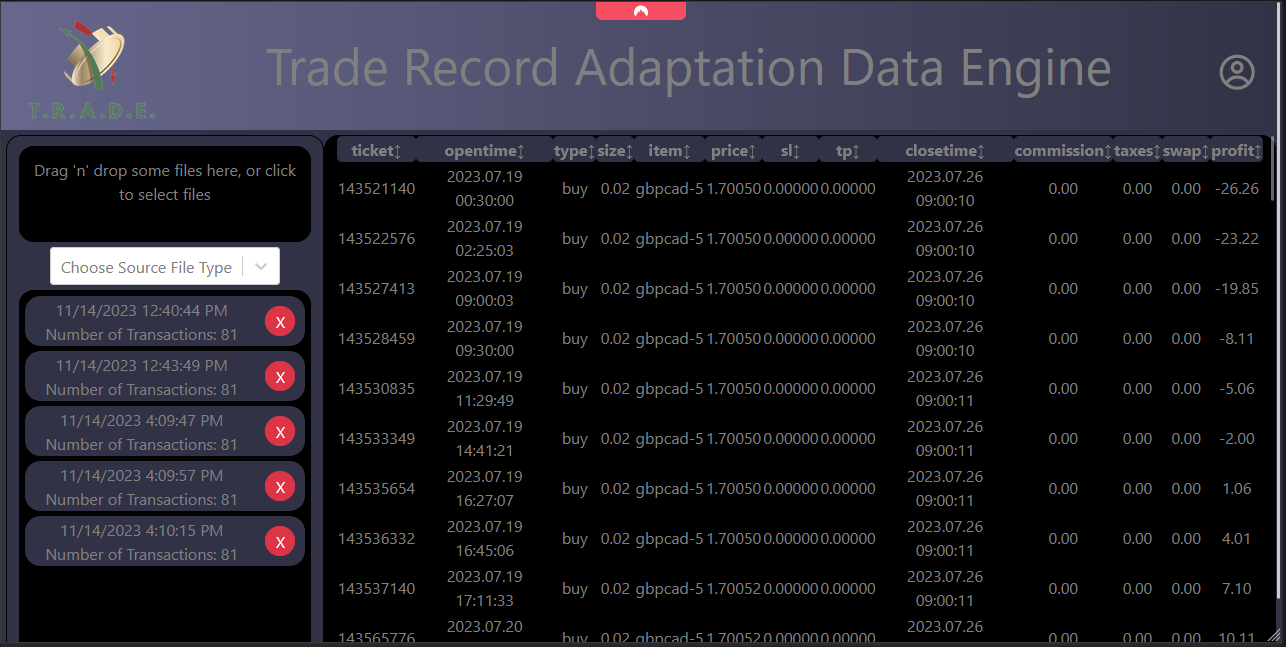 Trade Record Adaptation Data Engine
T.R.A.D.E.
Drag 'n' drop some files here, or click
to select files
Choose Source File Type
11/14/2023 12:40:44 PM
Number of Transactions: 81
X
11/14/2023 12:43:49 PM
Number of Transactions: 81
X
11/14/2023 4:09:47 PM
Number of Transactions: 81
X
11/14/2023 4:09:57 PM
Number of Transactions: 81
X
11/14/2023 4:10:15 PM
Number of Transactions: 81
X
ticket↕ opentime↕ type↕ size↕ item↕ price↕ sl↕ tp↕ closetime↕ commission↕ taxes↕ swap↕ profit↕
2023.07.19 2023.07.26
143521140 buy 0.02 gbpcad-5 1.70050 0.00000 0.00000 0.00 0.00 0.00 -26.26
00:30:00 09:00:10
2023.07.19 2023.07.26
143522576 buy 0.02 gbpcad-5 1.70050 0.00000 0.00000 0.00 0.00 0.00 -23.22
02:25:03 09:00:10
2023.07.19 2023.07.26
143527413 buy 0.02 gbpcad-5 1.70050 0.00000 0.00000 0.00 0.00 0.00 -19.85
09:00:03 09:00:10
2023.07.19 2023.07.26
143528459 buy 0.02 gbpcad-5 1.70050 0.00000 0.00000 0.00 0.00 0.00 -8.11
09:30:00 09:00:10
2023.07.19 2023.07.26
143530835 buy 0.02 gbpcad-5 1.70050 0.00000 0.00000 0.00 0.00 0.00 -5.06
11:29:49 09:00:11
2023.07.19 2023.07.26
143533349 buy 0.02 gbpcad-5 1.70050 0.00000 0.00000 0.00 0.00 0.00 -2.00
14:41:21 09:00:11
2023.07.19 2023.07.26
143535654 buy 0.02 gbpcad-5 1.70050 0.00000 0.00000 0.00 0.00 0.00 1.06
16:27:07 09:00:11
2023.07.19 2023.07.26
143536332 buy 0.02 gbpcad-5 1.70050 0.00000 0.00000 0.00 0.00 0.00 4.01
16:45:06 09:00:11
2023.07.19 2023.07.26
143537140 buy 0.02 gbpcad-5 1.70052 0.00000 0.00000 0.00 0.00 0.00 7.10
17:11:33 09:00:11
2023.07.20 2023.07.26
143565776 buy 0.02 gbpcad-5 1.70052 0.00000 0.00000 0.00 0.00 0.00 10.11